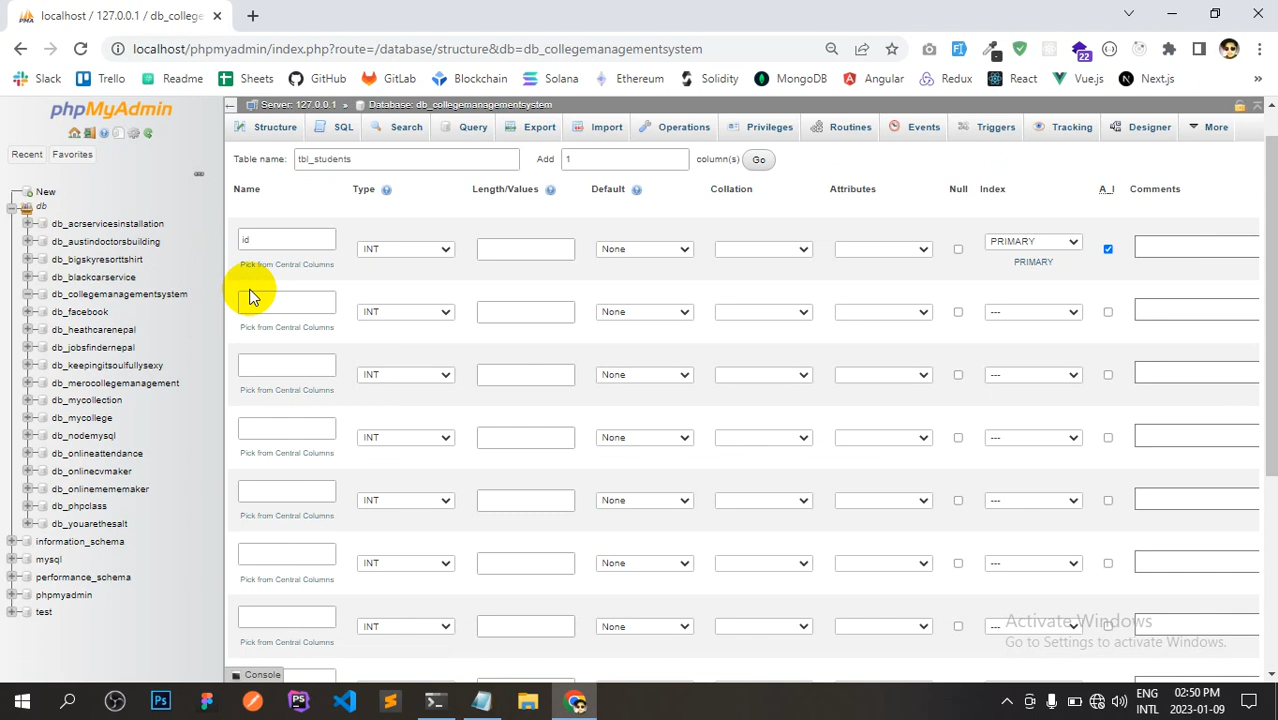 localhost / 127.0.0.1 / db_colleg
localhost/phpmyadmin/index.php?route=/database/structure&db=db_collegemanagementsystem
22
Slack Trello Readme Sheets GitHub GitLab Blockchain Solana Ethereum Solidity MongoDB Angular Redux React Vue.js Next.js
phpMyAdmin
Recent Favorites
New
db
db_acrservicesinstallation
db_austindoctorsbuilding
db_bigskyresortthirst
db_blackcarservice
db_collegemanagementsystem
db_facebook
db_heathcarenepal
db_jobsfindernepal
db_keepingitsoulfullysexy
db_merocollegemanagement
db_mycollection
db_mycollege
db_nodemysql
db_onlineattendance
db_onlinecvmaker
db_onlinemememaker
db_phpclass
db_youarethesalt
information_schema
mysql
performance_schema
phpmyadmin
test
Server: 127.0.0.1 » Database: db_collegemanagementsystem
Structure SQL Search Query Export Import Operations Privileges Routines Events Triggers Tracking Designer More
Table name: tbl_students Add 1 column(s) Go
Name Type Length/Values Default Collation Attributes Null Index A_I Comments
id INT None PRIMARY
Pick from Central Columns PRIMARY
INT None ---
Pick from Central Columns
INT None ---
Pick from Central Columns
INT None ---
Pick from Central Columns
INT None ---
Pick from Central Columns
INT None ---
Pick from Central Columns
INT None ---
Pick from Central Columns
Console
Activate Windows
Go to Settings to activate Windows.
Ps PS
ENG
INTL
02:50 PM
2023-01-09